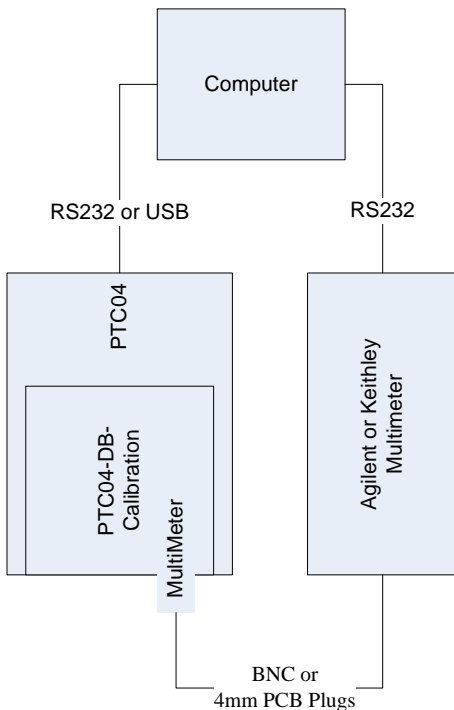 Computer
RS232 or USB
RS232
PTC04
PTC04-DB-
Calibration
MultiMeter
Agilent or Keithley
Multimeter
BNC or
4mm PCB Plugs